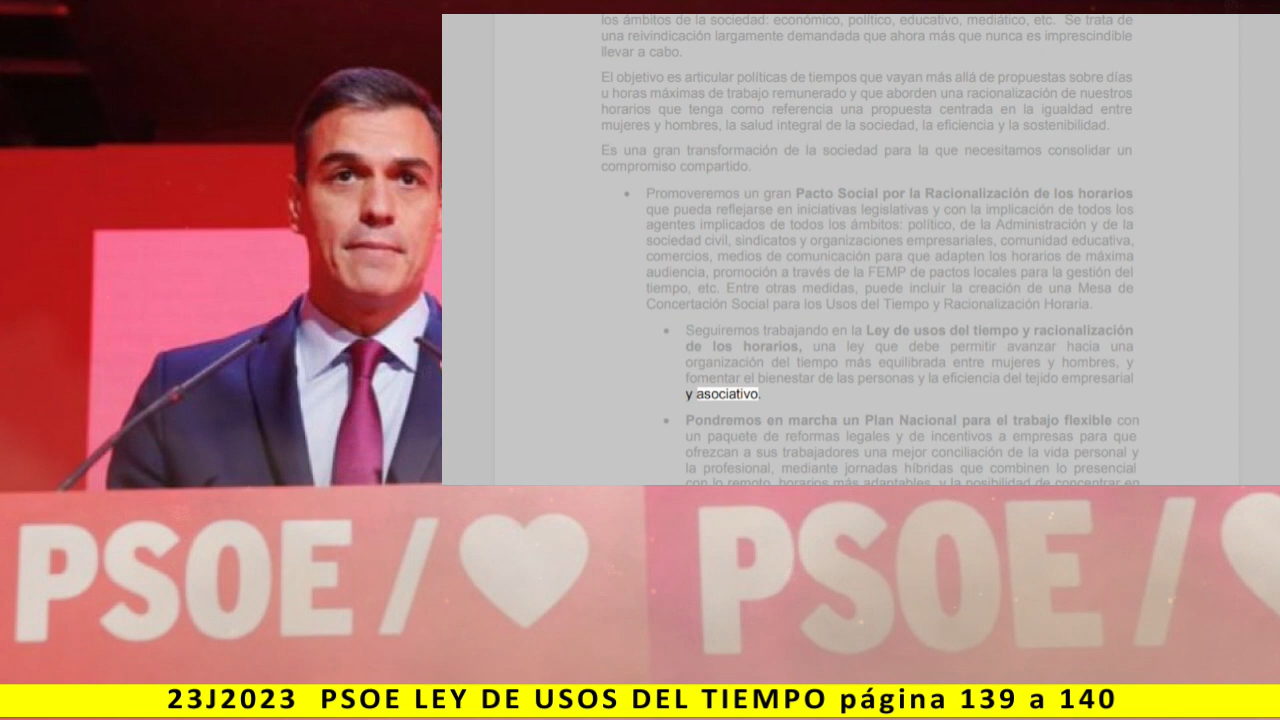 los ámbitos de la sociedad: económico, político, educativo, mediático, etc. Se trata de
una reivindicación largamente demandada que ahora más que nunca es imprescindible
llevar a cabo.
El objetivo es articular políticas de tiempos que vayan más allá de propuestas sobre días
u horas máximas de trabajo remunerado y que aborden una racionalización de nuestros
horarios que tenga como referencia una propuesta centrada en la igualdad entre
mujeres y hombres, la salud integral de la sociedad, la eficiencia y la sostenibilidad.
Es una gran transformación de la sociedad para la que necesitamos consolidar un
compromiso compartido.
• Promoveremos un gran Pacto Social por la Racionalización de los horarios
que pueda reflejarse en iniciativas legislativas y con la implicación de todos los
agentes implicados de todos los ámbitos: político, de la Administración y de la
sociedad civil, sindicatos y organizaciones empresariales, comunidad educativa,
comercios, medios de comunicación para que adapten los horarios de máxima
audiencia, promoción a través de la FEMP de pactos locales para la gestión del
tiempo, etc. Entre otras medidas, puede incluir la creación de una Mesa de
Concertación Social para los Usos del Tiempo y Racionalización Horaria.
• Seguiremos trabajando en la Ley de usos del tiempo y racionalización
de los horarios, una ley que debe permitir avanzar hacia una
organización del tiempo más equilibrada entre mujeres y hombres, y
fomentar el bienestar de las personas y la eficiencia del tejido empresarial
y asociativo.
• Pondremos en marcha un Plan Nacional para el trabajo flexible con
un paquete de reformas legales y de incentivos a empresas para que
ofrezcan a sus trabajadores una mejor conciliación de la vida personal y
la profesional, mediante jornadas híbridas que combinen lo presencial
con lo remoto, horarios más adaptables, y la posibilidad de concentrar en
PSOE / PSOE /
23J2023 PSOE LEY DE USOS DEL TIEMPO página 139 a 140